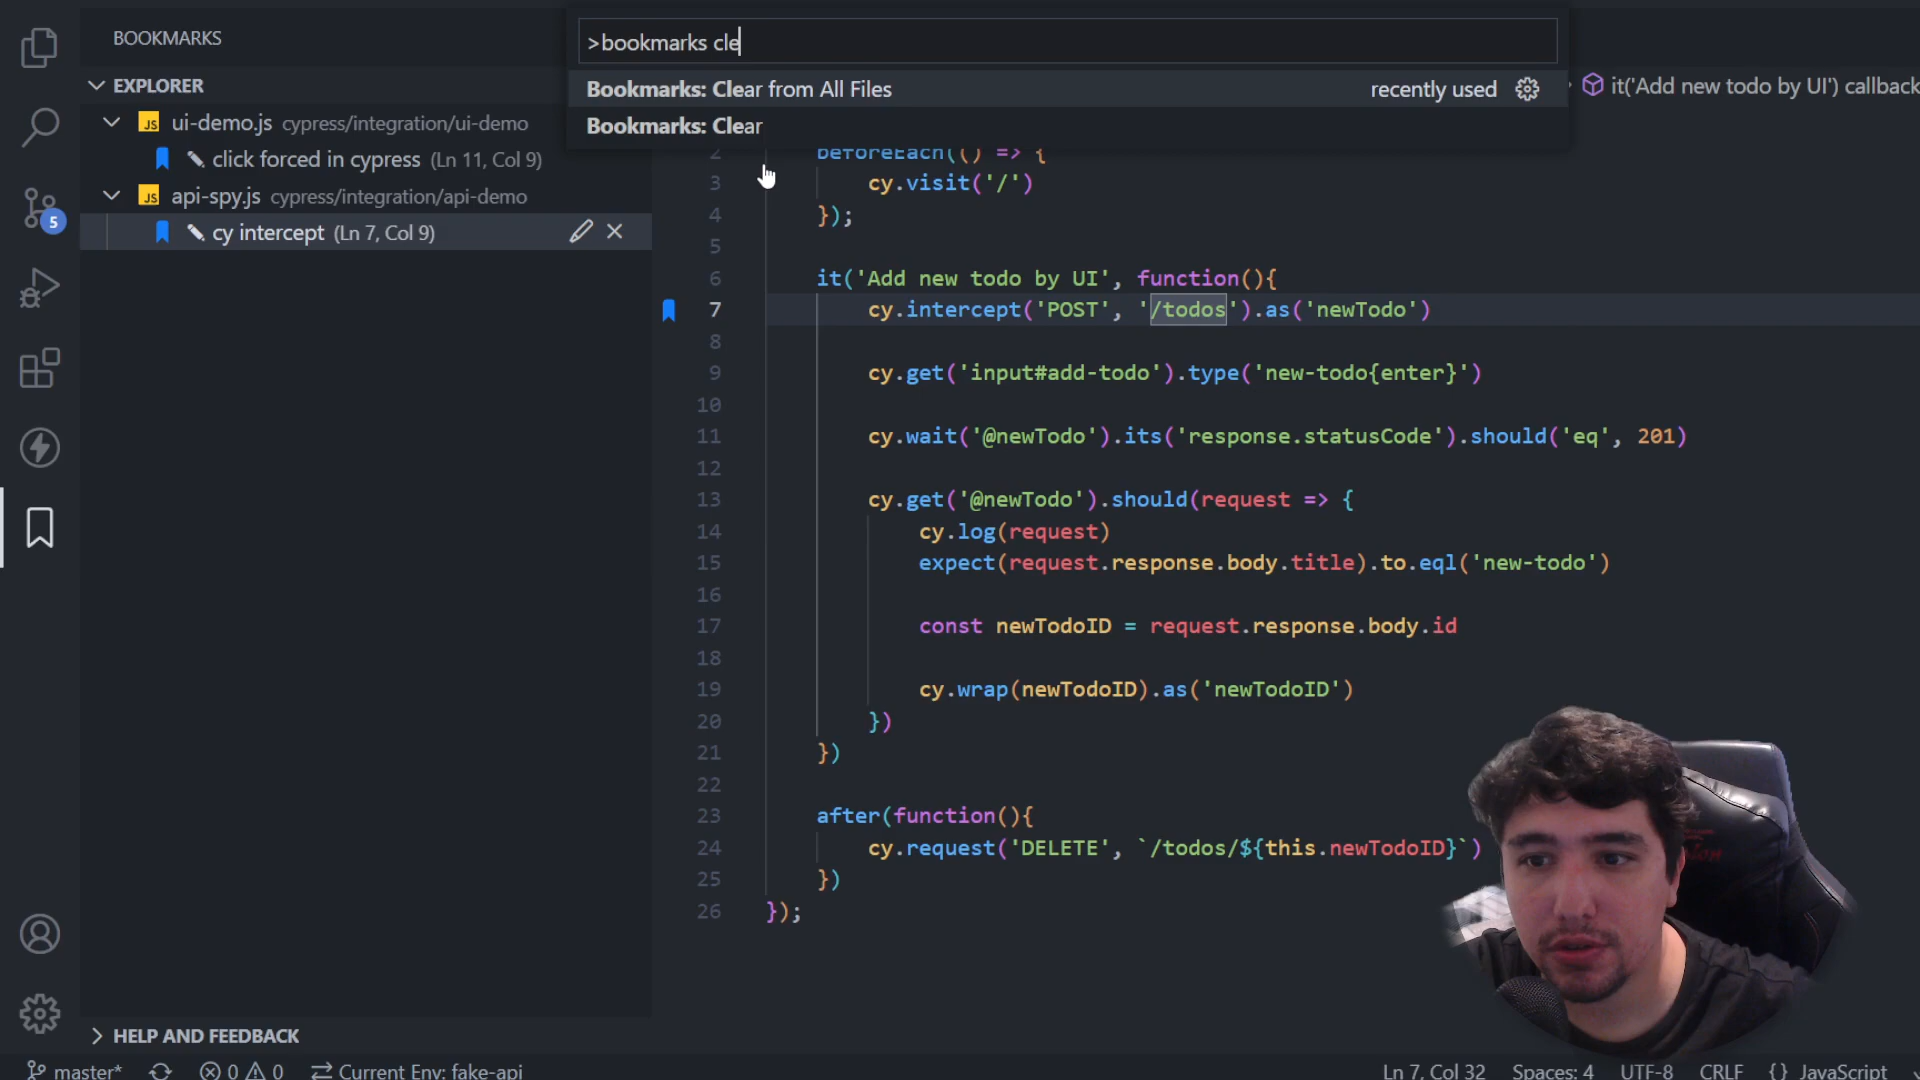 BOOKMARKS
EXPLORER
JS ui-demo.js cypress/integration/ui-demo
click forced in cypress (Ln 11, Col 9)
JS api-spy.js cypress/integration/api-demo
cy intercept (Ln 7, Col 9)
5
HELP AND FEEDBACK
>bookmarks cle
Bookmarks: Clear from All Files recently used
Bookmarks: Clear
it('Add new todo by UI') callback
2 beforeEach(() => {
3 cy.visit('/')
4 });
5
6 it('Add new todo by UI', function(){
7 cy.intercept('POST', '/todos').as('newTodo')
8
9 cy.get('input#add-todo').type('new-todo{enter}')
10
11 cy.wait('@newTodo').its('response.statusCode').should('eq', 201)
12
13 cy.get('@newTodo').should(request => {
14 cy.log(request)
15 expect(request.response.body.title).to.eql('new-todo')
16
17 const newTodoID = request.response.body.id
18
19 cy.wrap(newTodoID).as('newTodoID')
20 })
21 })
22
23 after(function(){
24 cy.request('DELETE', `/todos/${this.newTodoID}`)
25 })
26 });
master* 0 0 Current Env: fake-api Ln 7, Col 32 Spaces: 4 UTF-8 CRLF {} JavaScript